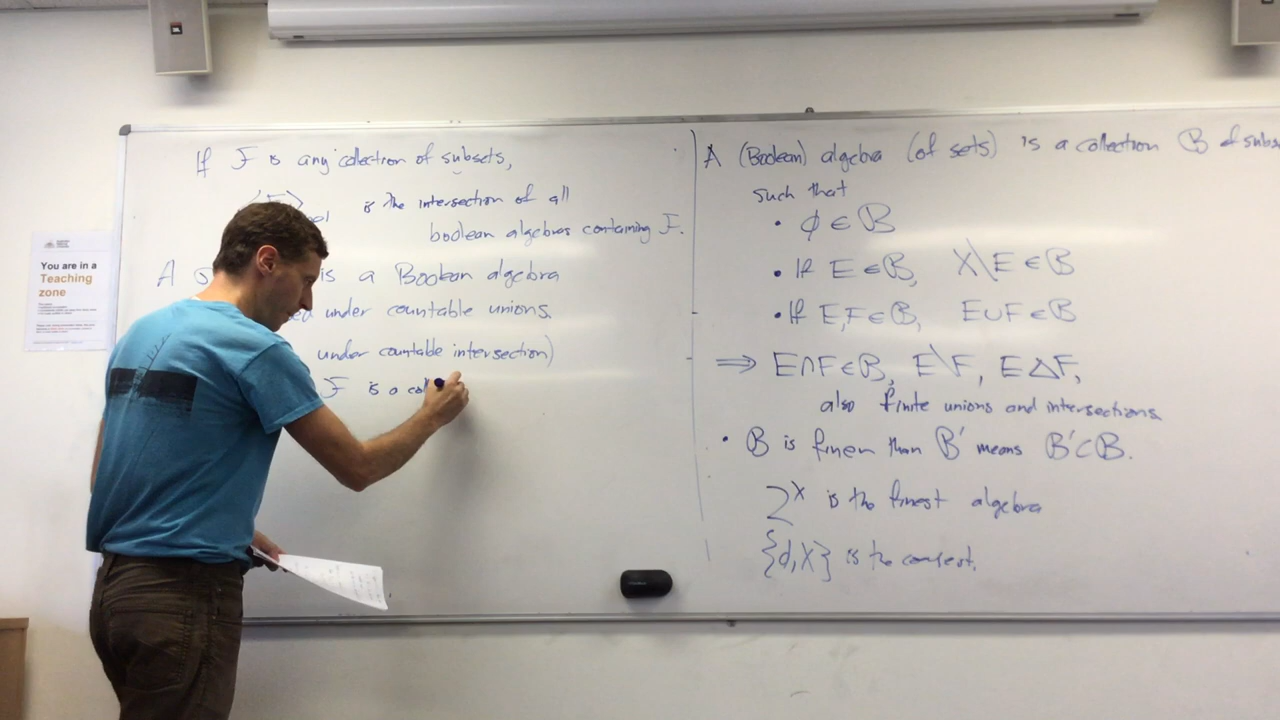 If F is any collection of subsets,
is the intersection of all
boolean algebras containing F.
A is a Boolean algebra
under countable unions.
under countable intersection)
F is a col
A (Boolean) algebra (of sets) is a collection B of subs
such that
• ∅ ∈ B
• If E ∈ B, X\E ∈ B
• If E,F ∈ B, E∪F ∈ B
⟹ E∩F ∈ B, E\F, E△F,
also finite unions and intersections
• B is finer than B' means B' ⊂ B.
2^X is the finest algebra
{∅,X} is the coarsest.
You are in a
Teaching
zone
JBL